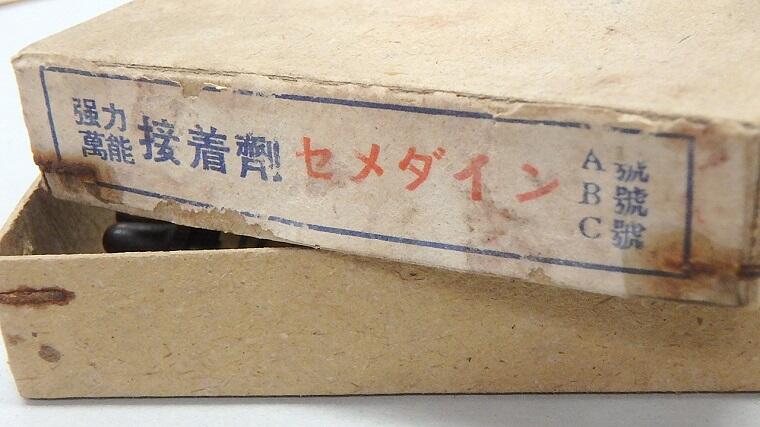 强力
萬能
接着劑 セメダイン
A號
B號
C號